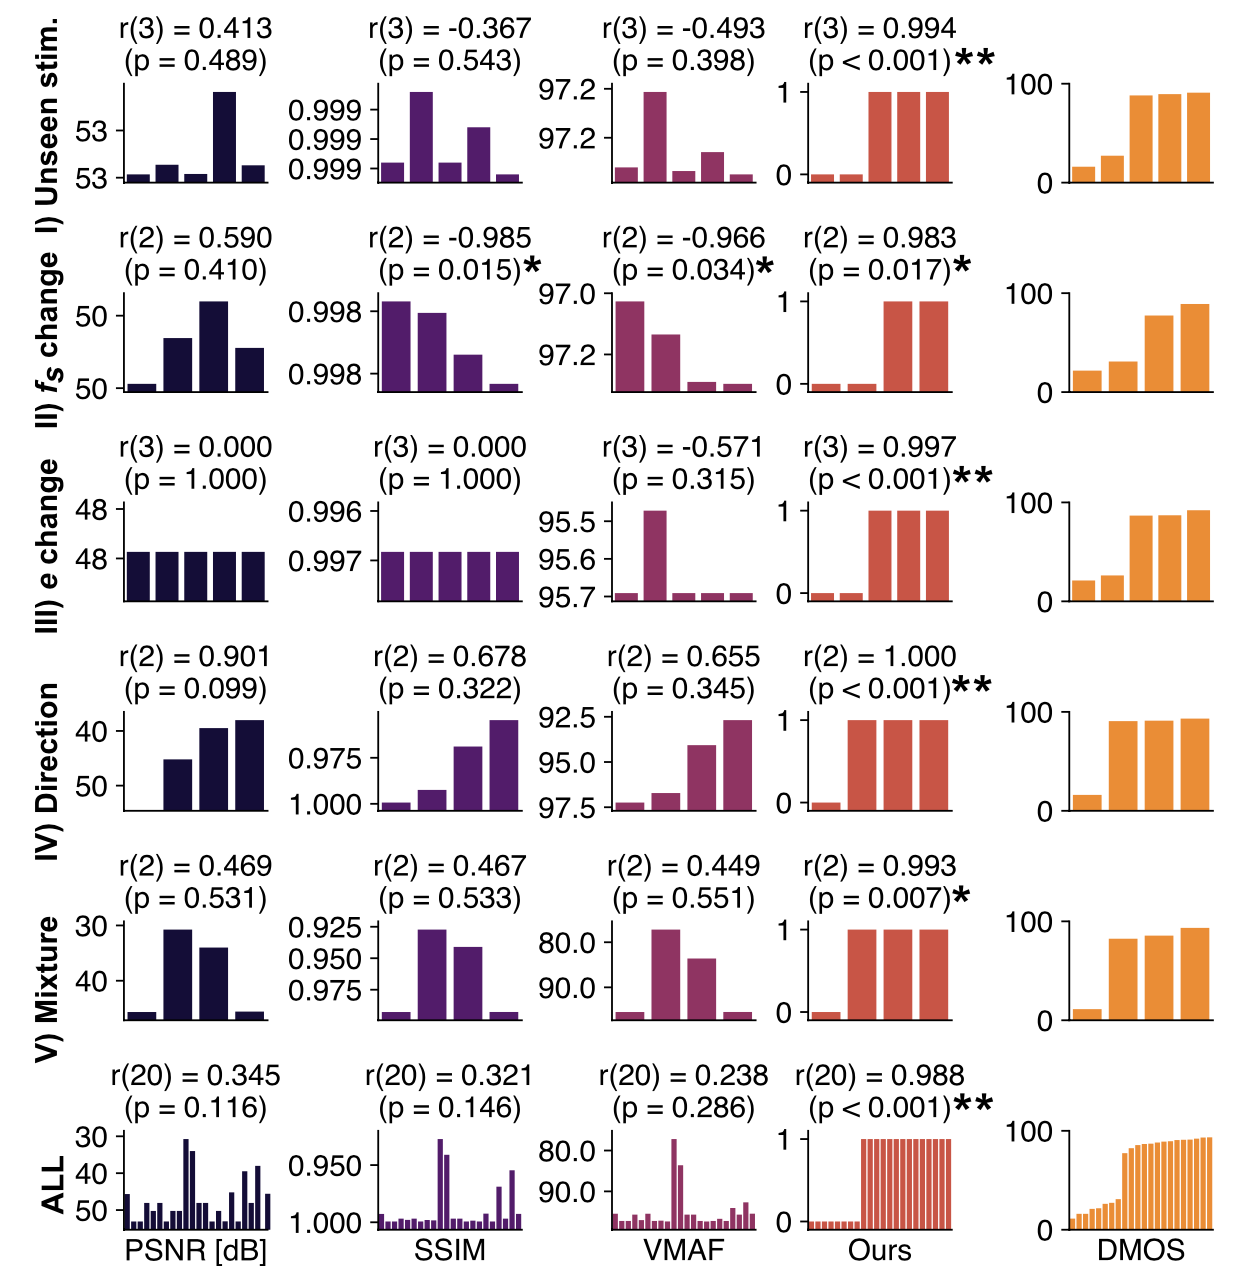 I) Unseen stim.
r(3) = 0.413
(p = 0.489)
53
53
r(3) = -0.367
(p = 0.543)
0.999
0.999
0.999
r(3) = -0.493
(p = 0.398)
97.2
97.2
r(3) = 0.994
(p < 0.001)**
1
0
100
0
II) fs change
r(2) = 0.590
(p = 0.410)
50
50
r(2) = -0.985
(p = 0.015)*
0.998
0.998
r(2) = -0.966
(p = 0.034)*
97.0
97.2
r(2) = 0.983
(p = 0.017)*
1
0
100
0
III) e change
r(3) = 0.000
(p = 1.000)
48
48
r(3) = 0.000
(p = 1.000)
0.996
0.997
r(3) = -0.571
(p = 0.315)
95.5
95.6
95.7
r(3) = 0.997
(p < 0.001)**
1
0
100
0
IV) Direction
r(2) = 0.901
(p = 0.099)
40
50
r(2) = 0.678
(p = 0.322)
0.975
1.000
r(2) = 0.655
(p = 0.345)
92.5
95.0
97.5
r(2) = 1.000
(p < 0.001)**
1
0
100
0
V) Mixture
r(2) = 0.469
(p = 0.531)
30
40
r(2) = 0.467
(p = 0.533)
0.925
0.950
0.975
r(2) = 0.449
(p = 0.551)
80.0
90.0
r(2) = 0.993
(p = 0.007)*
1
0
100
0
ALL
r(20) = 0.345
(p = 0.116)
30
40
50
PSNR [dB]
r(20) = 0.321
(p = 0.146)
0.950
1.000
SSIM
r(20) = 0.238
(p = 0.286)
80.0
90.0
VMAF
r(20) = 0.988
(p < 0.001)**
1
0
Ours
100
0
DMOS